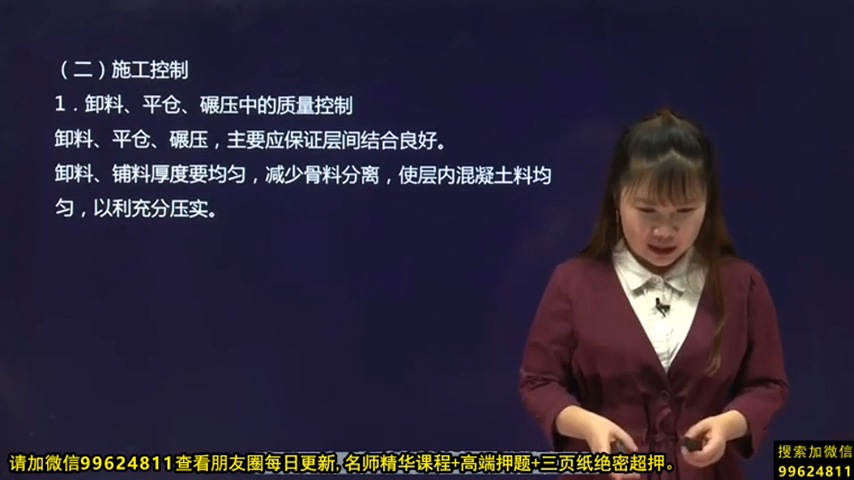 （二）施工控制
1．卸料、平仓、碾压中的质量控制
卸料、平仓、碾压，主要应保证层间结合良好。
卸料、铺料厚度要均匀，减少骨料分离，使层内混凝土料均
匀，以利充分压实。
请加微信99624811查看朋友圈每日更新, 名师精华课程+高端押题+三页纸绝密超押。
搜索加微信
99624811